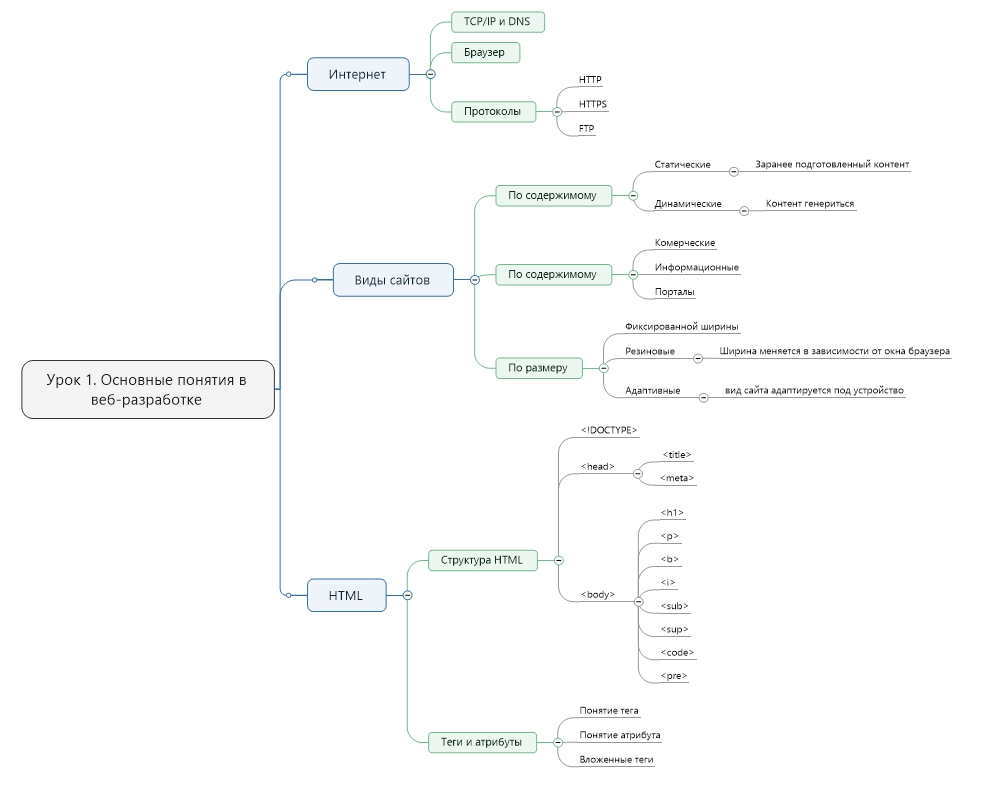 TCP/IP и DNS
Интернет
Браузер
Протоколы
HTTP
HTTPS
FTP
Статические
Заранее подготовленный контент
По содержимому
Динамические
Контент генериться
Виды сайтов
Комерческие
По содержимому
Информационные
Порталы
Фиксированной ширины
По размеру
Резиновые
Ширина меняется в зависимости от окна браузера
Адаптивные
вид сайта адаптируется под устройство
Урок 1. Основные понятия в
веб-разработке
<!DOCTYPE>
<head>
<title>
<meta>
Структура HTML
HTML
<body>
<h1>
<p>
<b>
<i>
<sub>
<sup>
<code>
<pre>
Теги и атрибуты
Понятие тега
Понятие атрибута
Вложенные теги